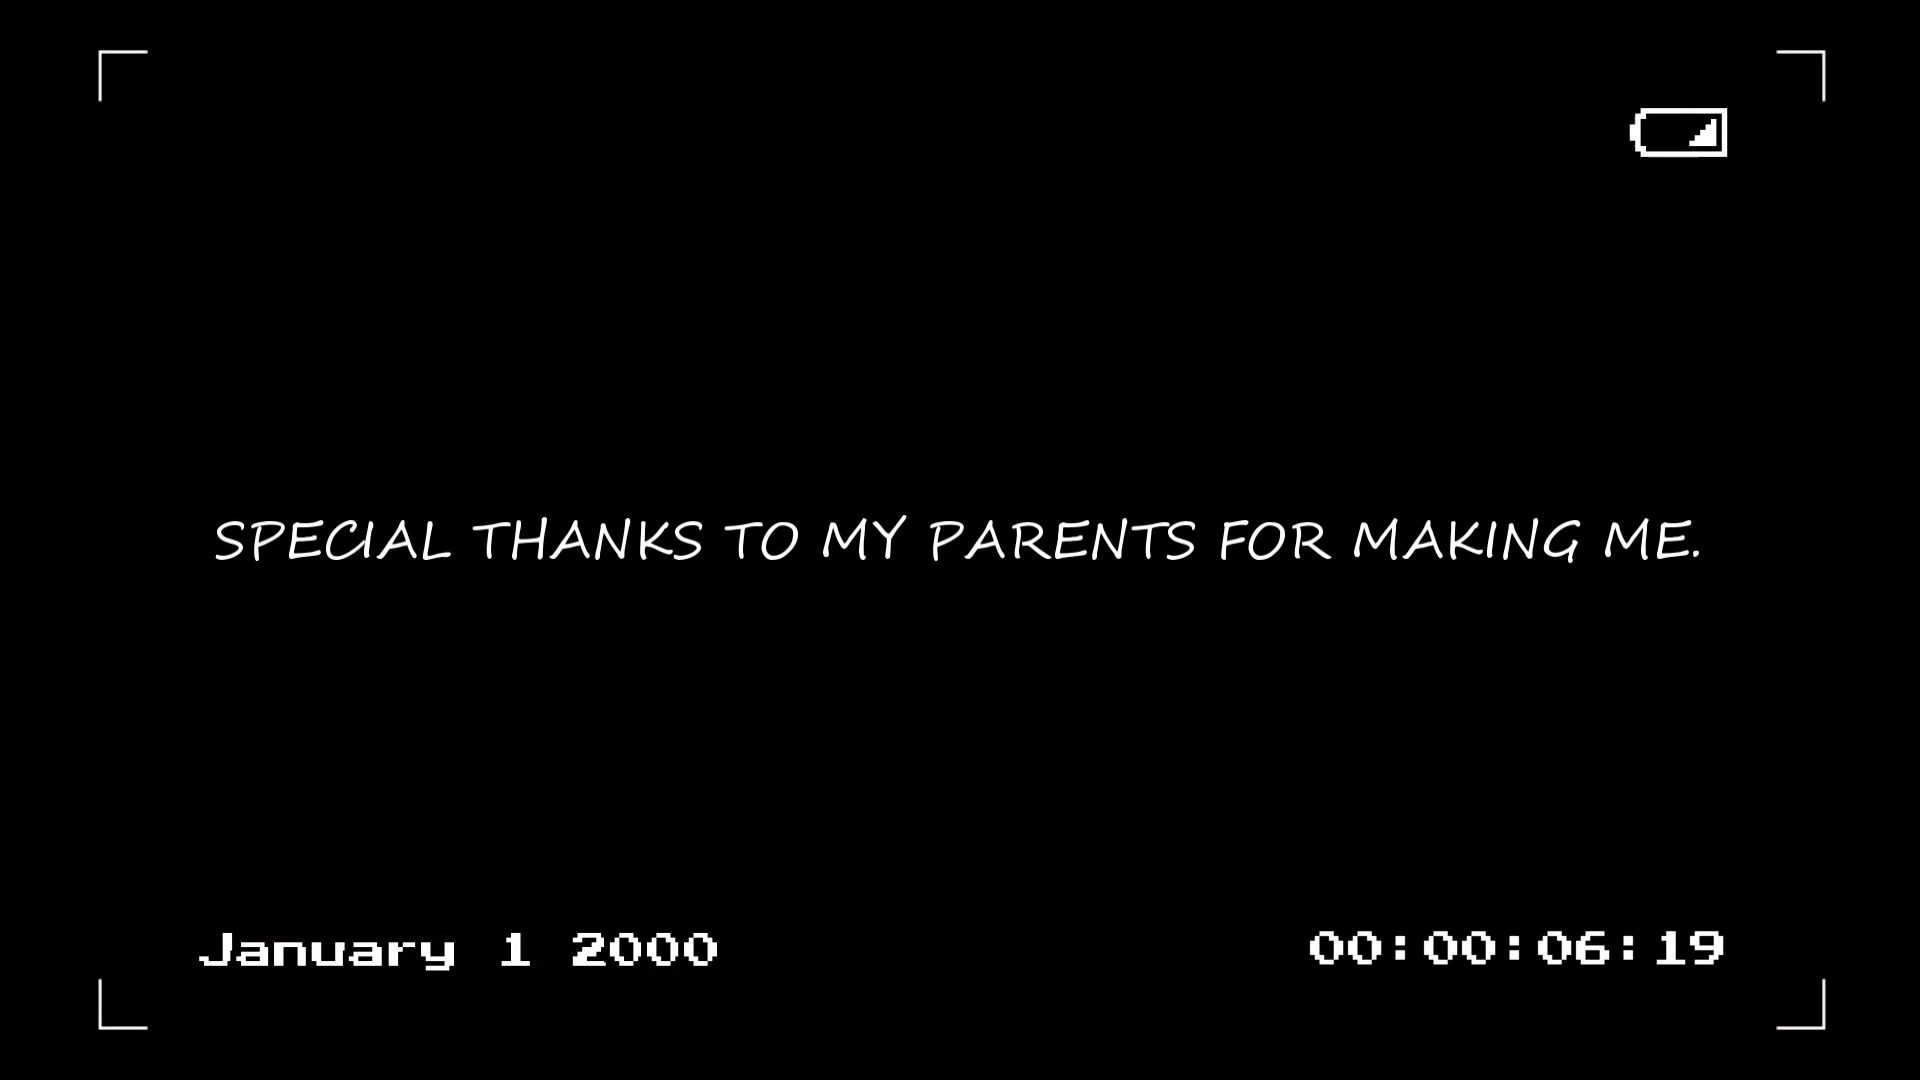 SPECIAL THANKS TO MY PARENTS FOR MAKING ME.
January 1 2000
00:00:06:19